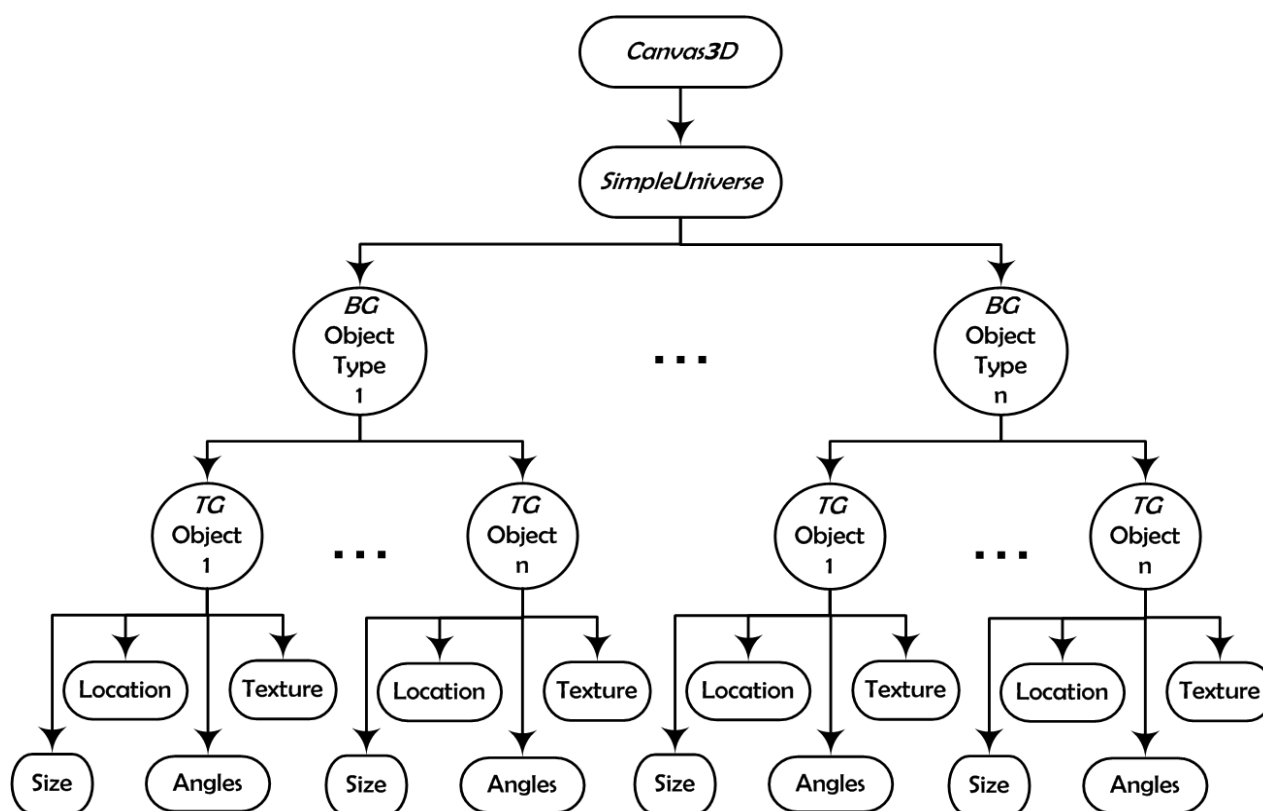 Canvas3D
SimpleUniverse
BG
Object
Type
1
...
BG
Object
Type
n
TG
Object
1
...
TG
Object
n
TG
Object
1
...
TG
Object
n
Location
Texture
Location
Texture
Location
Texture
Location
Texture
Size
Angles
Size
Angles
Size
Angles
Size
Angles